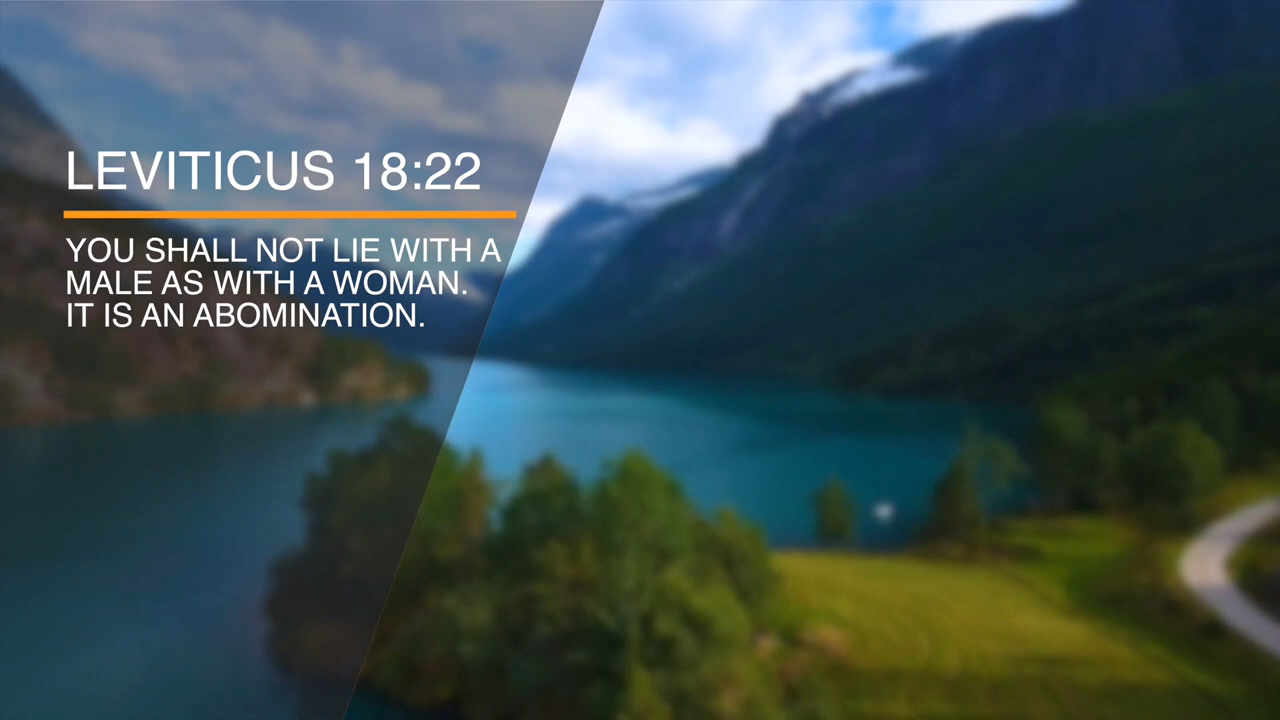 LEVITICUS 18:22
YOU SHALL NOT LIE WITH A
MALE AS WITH A WOMAN.
IT IS AN ABOMINATION.